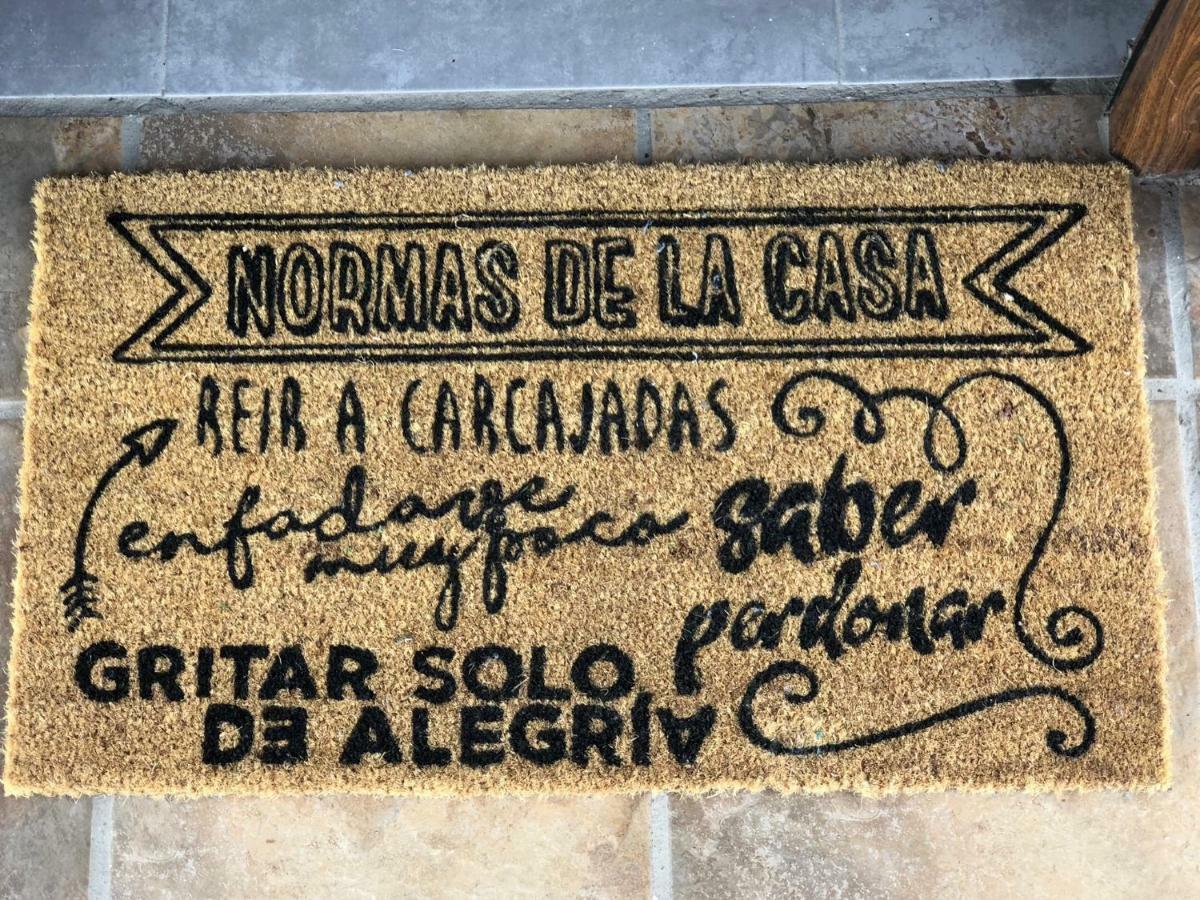 NORMAS DE LA CASA
REIR A CARCAJADAS
enfadarse
muy poco
saber
perdonar
GRITAR SOLO
DE ALEGRÍA